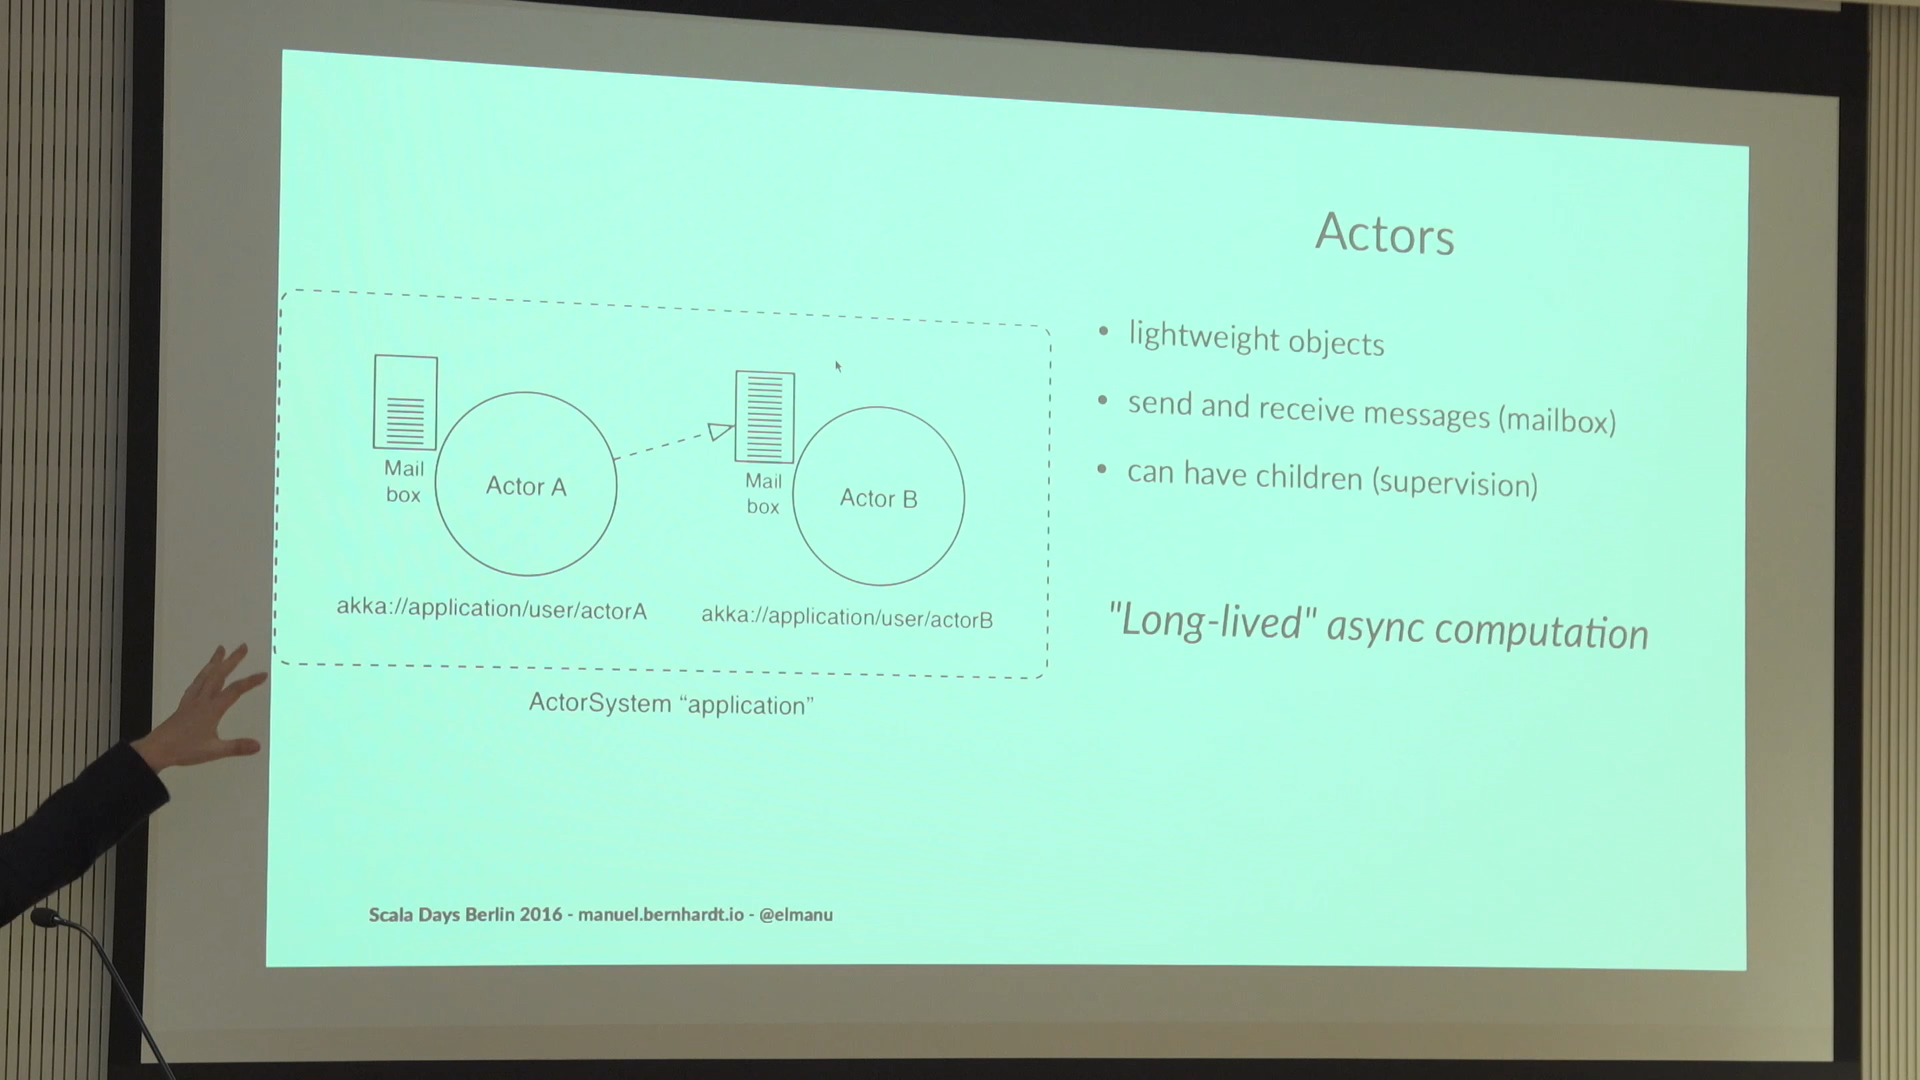 Actors
• lightweight objects
• send and receive messages (mailbox)
• can have children (supervision)
"Long-lived" async computation
Mail
box
Actor A
Mail
box
Actor B
akka://application/user/actorA
akka://application/user/actorB
ActorSystem “application”
Scala Days Berlin 2016 - manuel.bernhardt.io - @elmanu